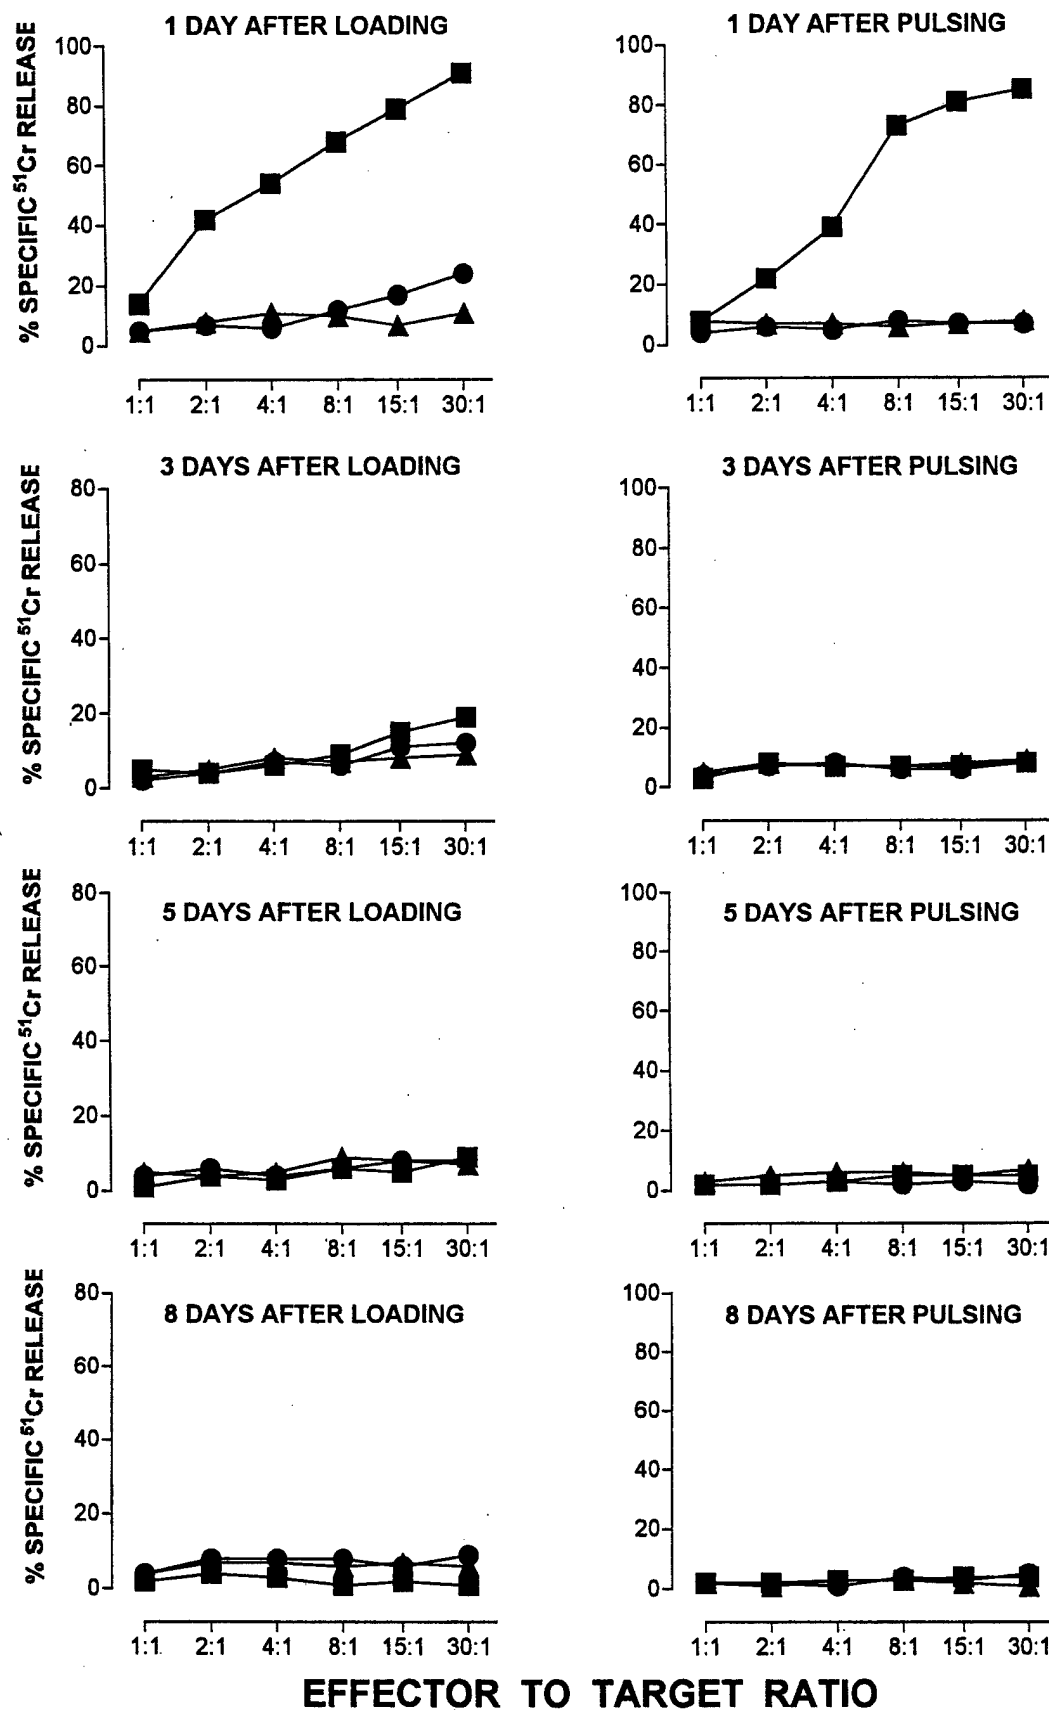 1 DAY AFTER LOADING
% SPECIFIC ⁵¹Cr RELEASE
100
80
60
40
20
0
1:1 2:1 4:1 8:1 15:1 30:1
1 DAY AFTER PULSING
100
80
60
40
20
0
1:1 2:1 4:1 8:1 15:1 30:1
3 DAYS AFTER LOADING
% SPECIFIC ⁵¹Cr RELEASE
80
60
40
20
0
1:1 2:1 4:1 8:1 15:1 30:1
3 DAYS AFTER PULSING
100
80
60
40
20
0
1:1 2:1 4:1 8:1 15:1 30:1
5 DAYS AFTER LOADING
% SPECIFIC ⁵¹Cr RELEASE
80
60
40
20
0
1:1 2:1 4:1 8:1 15:1 30:1
5 DAYS AFTER PULSING
100
80
60
40
20
0
1:1 2:1 4:1 8:1 15:1 30:1
8 DAYS AFTER LOADING
% SPECIFIC ⁵¹Cr RELEASE
80
60
40
20
0
1:1 2:1 4:1 8:1 15:1 30:1
8 DAYS AFTER PULSING
100
80
60
40
20
0
1:1 2:1 4:1 8:1 15:1 30:1
EFFECTOR TO TARGET RATIO